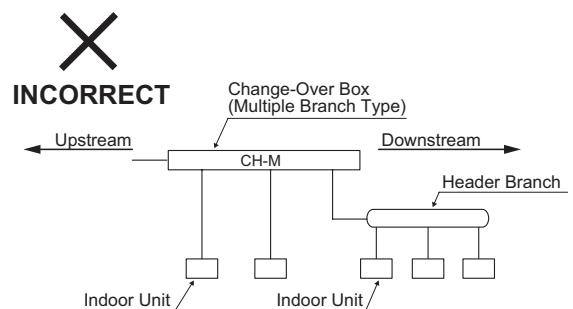 INCORRECT
Change-Over Box
(Multiple Branch Type)
Upstream
Downstream
CH-M
Header Branch
Indoor Unit
Indoor Unit